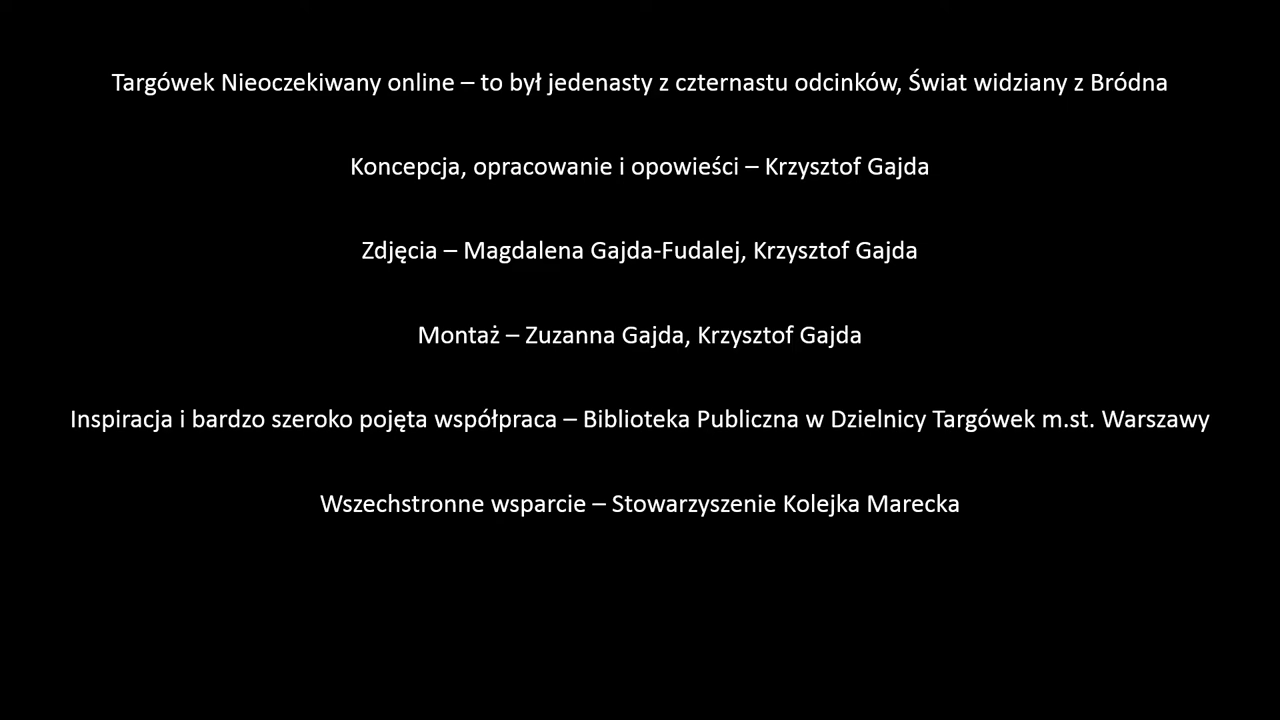 Targówek Nieoczekiwany online – to był jedenasty z czternastu odcinków, Świat widziany z Bródna
Koncepcja, opracowanie i opowieści – Krzysztof Gajda
Zdjęcia – Magdalena Gajda-Fudalej, Krzysztof Gajda
Montaż – Zuzanna Gajda, Krzysztof Gajda
Inspiracja i bardzo szeroko pojęta współpraca – Biblioteka Publiczna w Dzielnicy Targówek m.st. Warszawy
Wszechstronne wsparcie – Stowarzyszenie Kolejka Marecka